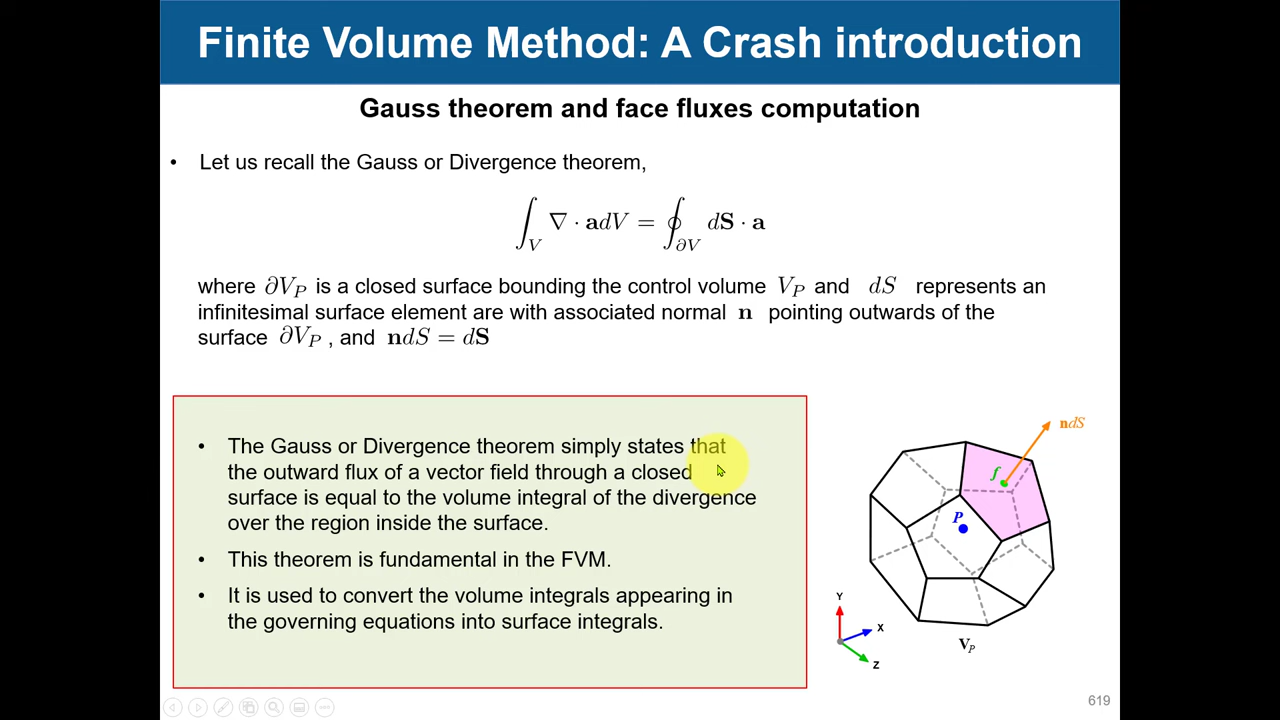 Finite Volume Method: A Crash introduction
Gauss theorem and face fluxes computation
• Let us recall the Gauss or Divergence theorem,
∫_V ∇ · **a**dV = ∮_∂V d**S** · **a**
where ∂V_P is a closed surface bounding the control volume V_P and dS represents an
infinitesimal surface element are with associated normal **n** pointing outwards of the
surface ∂V_P , and **n**dS = d**S**
• The Gauss or Divergence theorem simply states that
the outward flux of a vector field through a closed
surface is equal to the volume integral of the divergence
over the region inside the surface.
• This theorem is fundamental in the FVM.
• It is used to convert the volume integrals appearing in
the governing equations into surface integrals.
**n**dS
f
P
Y
X
Z
V_P
619